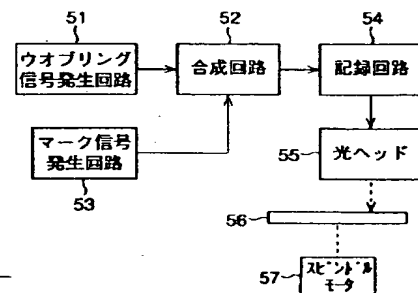 51
ウオブリング
信号発生回路
52
合成回路
54
記録回路
マーク信号
発生回路
53
55
光ヘッド
56
57
スピンドル
モータ